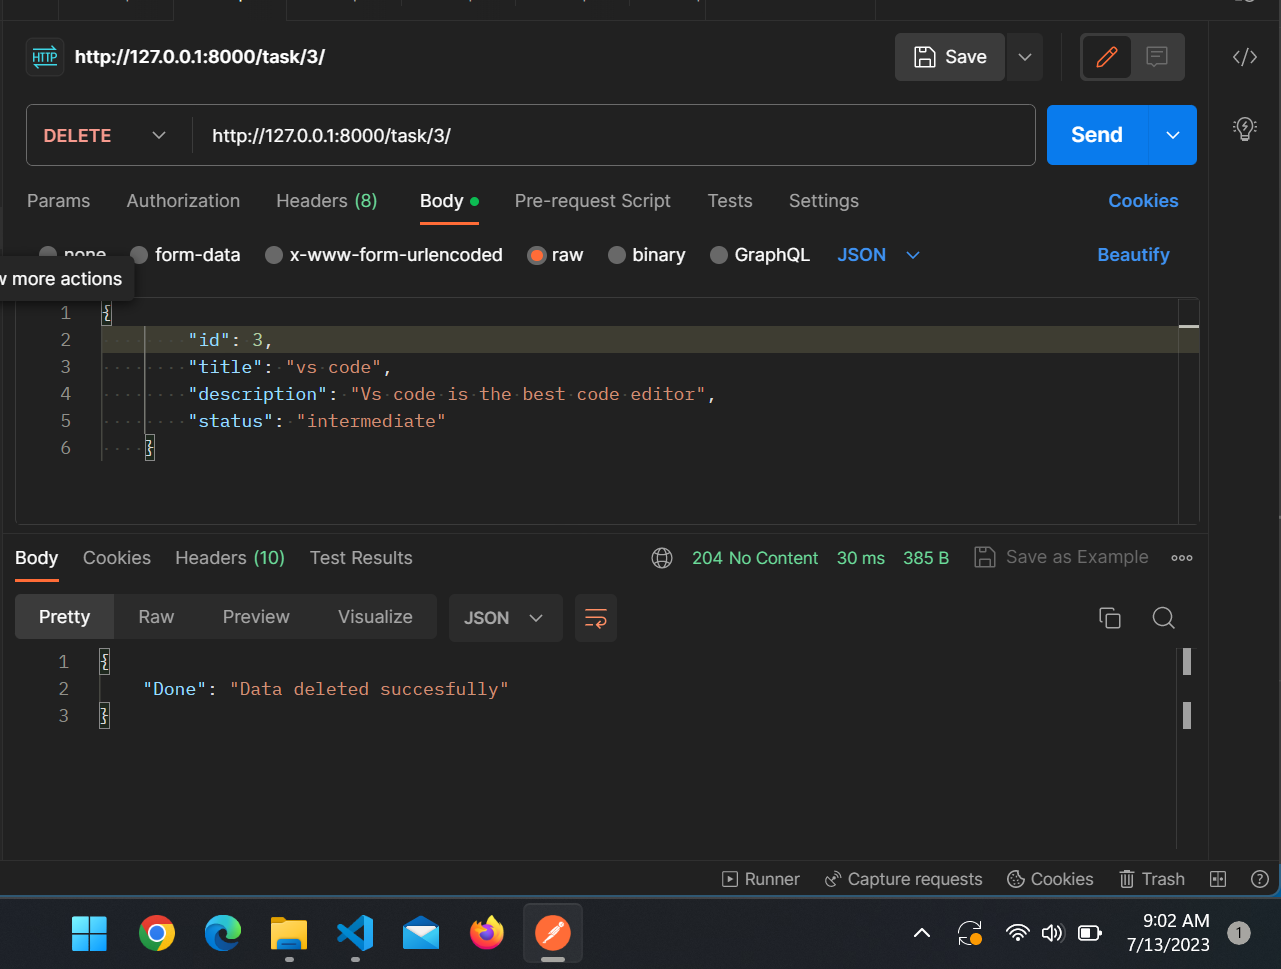 HTTP http://127.0.0.1:8000/task/3/ Save
DELETE http://127.0.0.1:8000/task/3/ Send
Params Authorization Headers (8) Body Pre-request Script Tests Settings Cookies
none form-data x-www-form-urlencoded raw binary GraphQL JSON Beautify
more actions
1 {
2 "id": 3,
3 "title": "vs code",
4 "description": "Vs code is the best code editor",
5 "status": "intermediate"
6 }
Body Cookies Headers (10) Test Results 204 No Content 30 ms 385 B Save as Example
Pretty Raw Preview Visualize JSON
1 {
2 "Done": "Data deleted succesfully"
3 }
Runner Capture requests Cookies Trash
9:02 AM
7/13/2023 1